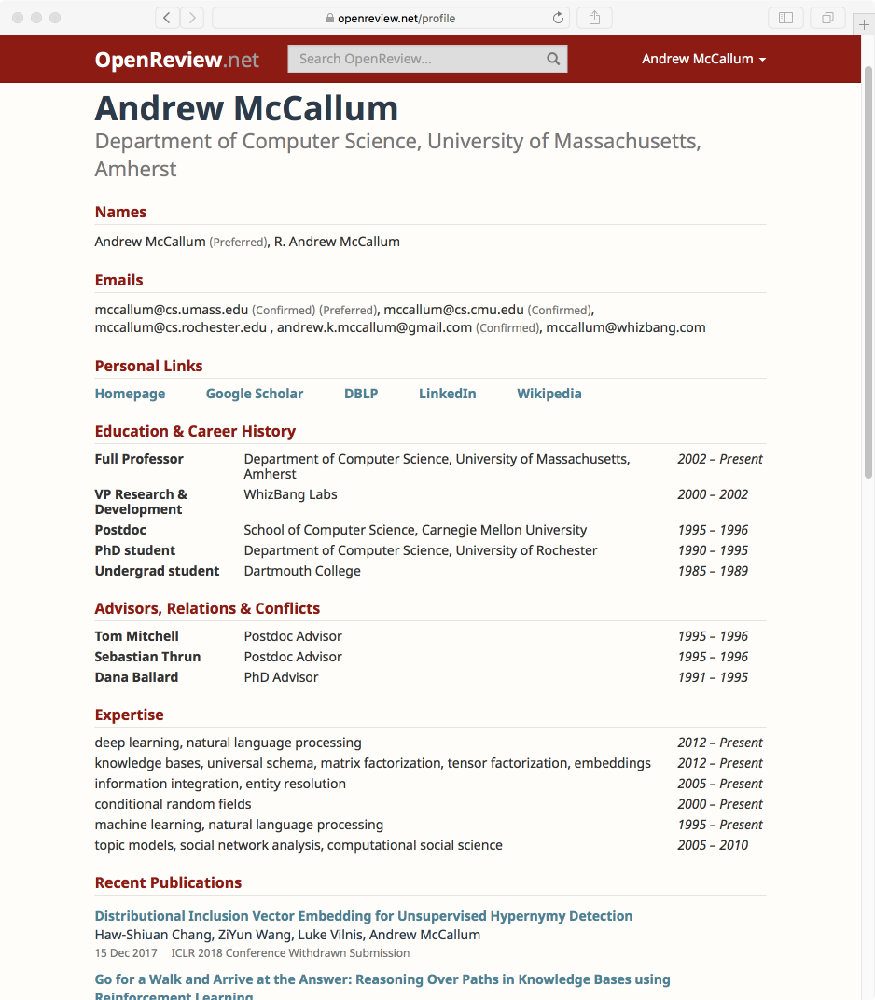 openreview.net/profile
OpenReview.net
Search OpenReview...
Andrew McCallum
Andrew McCallum
Department of Computer Science, University of Massachusetts,
Amherst
Names
Andrew McCallum (Preferred), R. Andrew McCallum
Emails
mccallum@cs.umass.edu (Confirmed) (Preferred), mccallum@cs.cmu.edu (Confirmed),
mccallum@cs.rochester.edu , andrew.k.mccallum@gmail.com (Confirmed), mccallum@whizbang.com
Personal Links
Homepage Google Scholar DBLP LinkedIn Wikipedia
Education & Career History
Full Professor Department of Computer Science, University of Massachusetts, 2002 – Present
Amherst
VP Research & WhizBang Labs 2000 – 2002
Development
Postdoc School of Computer Science, Carnegie Mellon University 1995 – 1996
PhD student Department of Computer Science, University of Rochester 1990 – 1995
Undergrad student Dartmouth College 1985 – 1989
Advisors, Relations & Conflicts
Tom Mitchell Postdoc Advisor 1995 – 1996
Sebastian Thrun Postdoc Advisor 1995 – 1996
Dana Ballard PhD Advisor 1991 – 1995
Expertise
deep learning, natural language processing 2012 – Present
knowledge bases, universal schema, matrix factorization, tensor factorization, embeddings 2012 – Present
information integration, entity resolution 2005 – Present
conditional random fields 2000 – Present
machine learning, natural language processing 1995 – Present
topic models, social network analysis, computational social science 2005 – 2010
Recent Publications
Distributional Inclusion Vector Embedding for Unsupervised Hypernymy Detection
Haw-Shiuan Chang, ZiYun Wang, Luke Vilnis, Andrew McCallum
15 Dec 2017 ICLR 2018 Conference Withdrawn Submission
Go for a Walk and Arrive at the Answer: Reasoning Over Paths in Knowledge Bases using
Reinforcement Learning